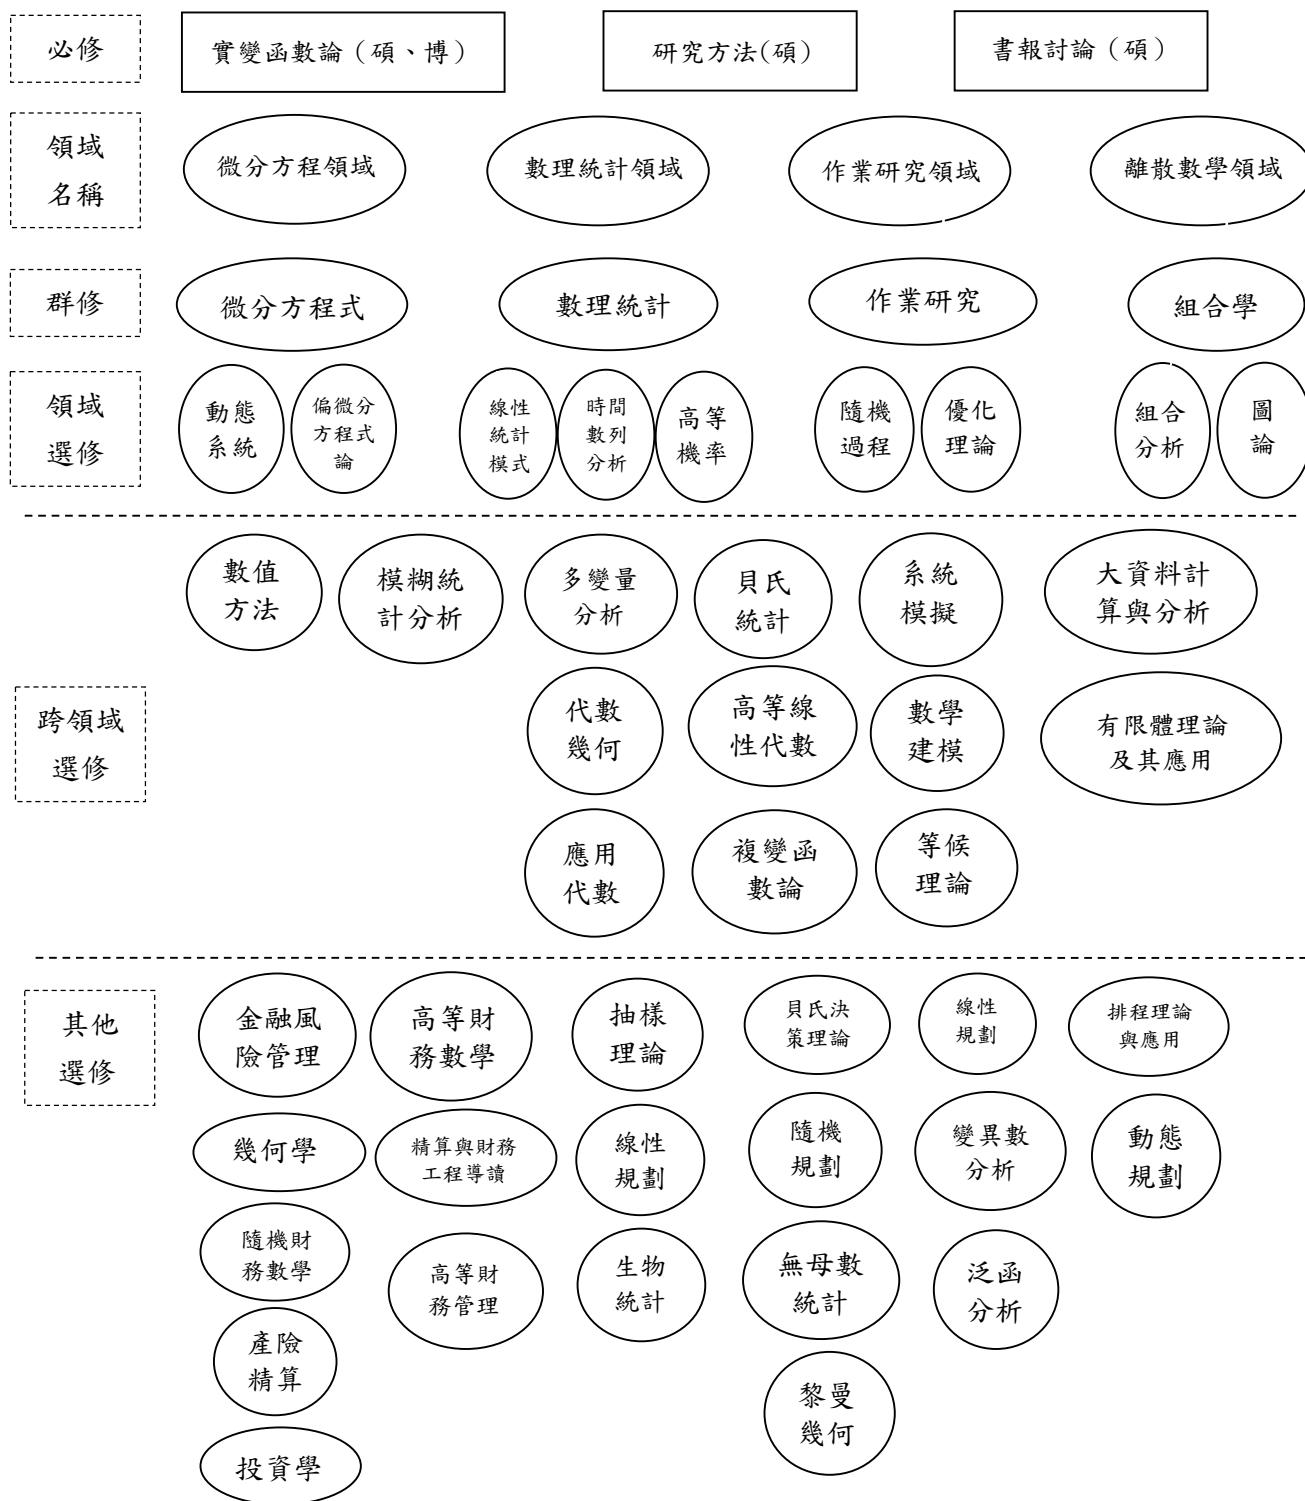 必修
實變函數論（碩、博）
研究方法(碩)
書報討論（碩）
領域
名稱
微分方程領域
數理統計領域
作業研究領域
離散數學領域
群修
微分方程式
數理統計
作業研究
組合學
領域
選修
動態
系統
偏微分
方程式
論
線性
統計
模式
時間
數列
分析
高等
機率
隨機
過程
優化
理論
組合
分析
圖
論
跨領域
選修
數值
方法
模糊統
計分析
多變量
分析
貝氏
統計
系統
模擬
大資料計
算與分析
代數
幾何
高等線
性代數
數學
建模
有限體理論
及其應用
應用
代數
複變函
數論
等候
理論
其他
選修
金融風
險管理
高等財
務數學
抽樣
理論
貝氏決
策理論
線性
規劃
排程理論
與應用
幾何學
精算與財務
工程導讀
線性
規劃
隨機
規劃
變異數
分析
動態
規劃
隨機財
務數學
高等財
務管理
生物
統計
無母數
統計
泛函
分析
產險
精算
黎曼
幾何
投資學